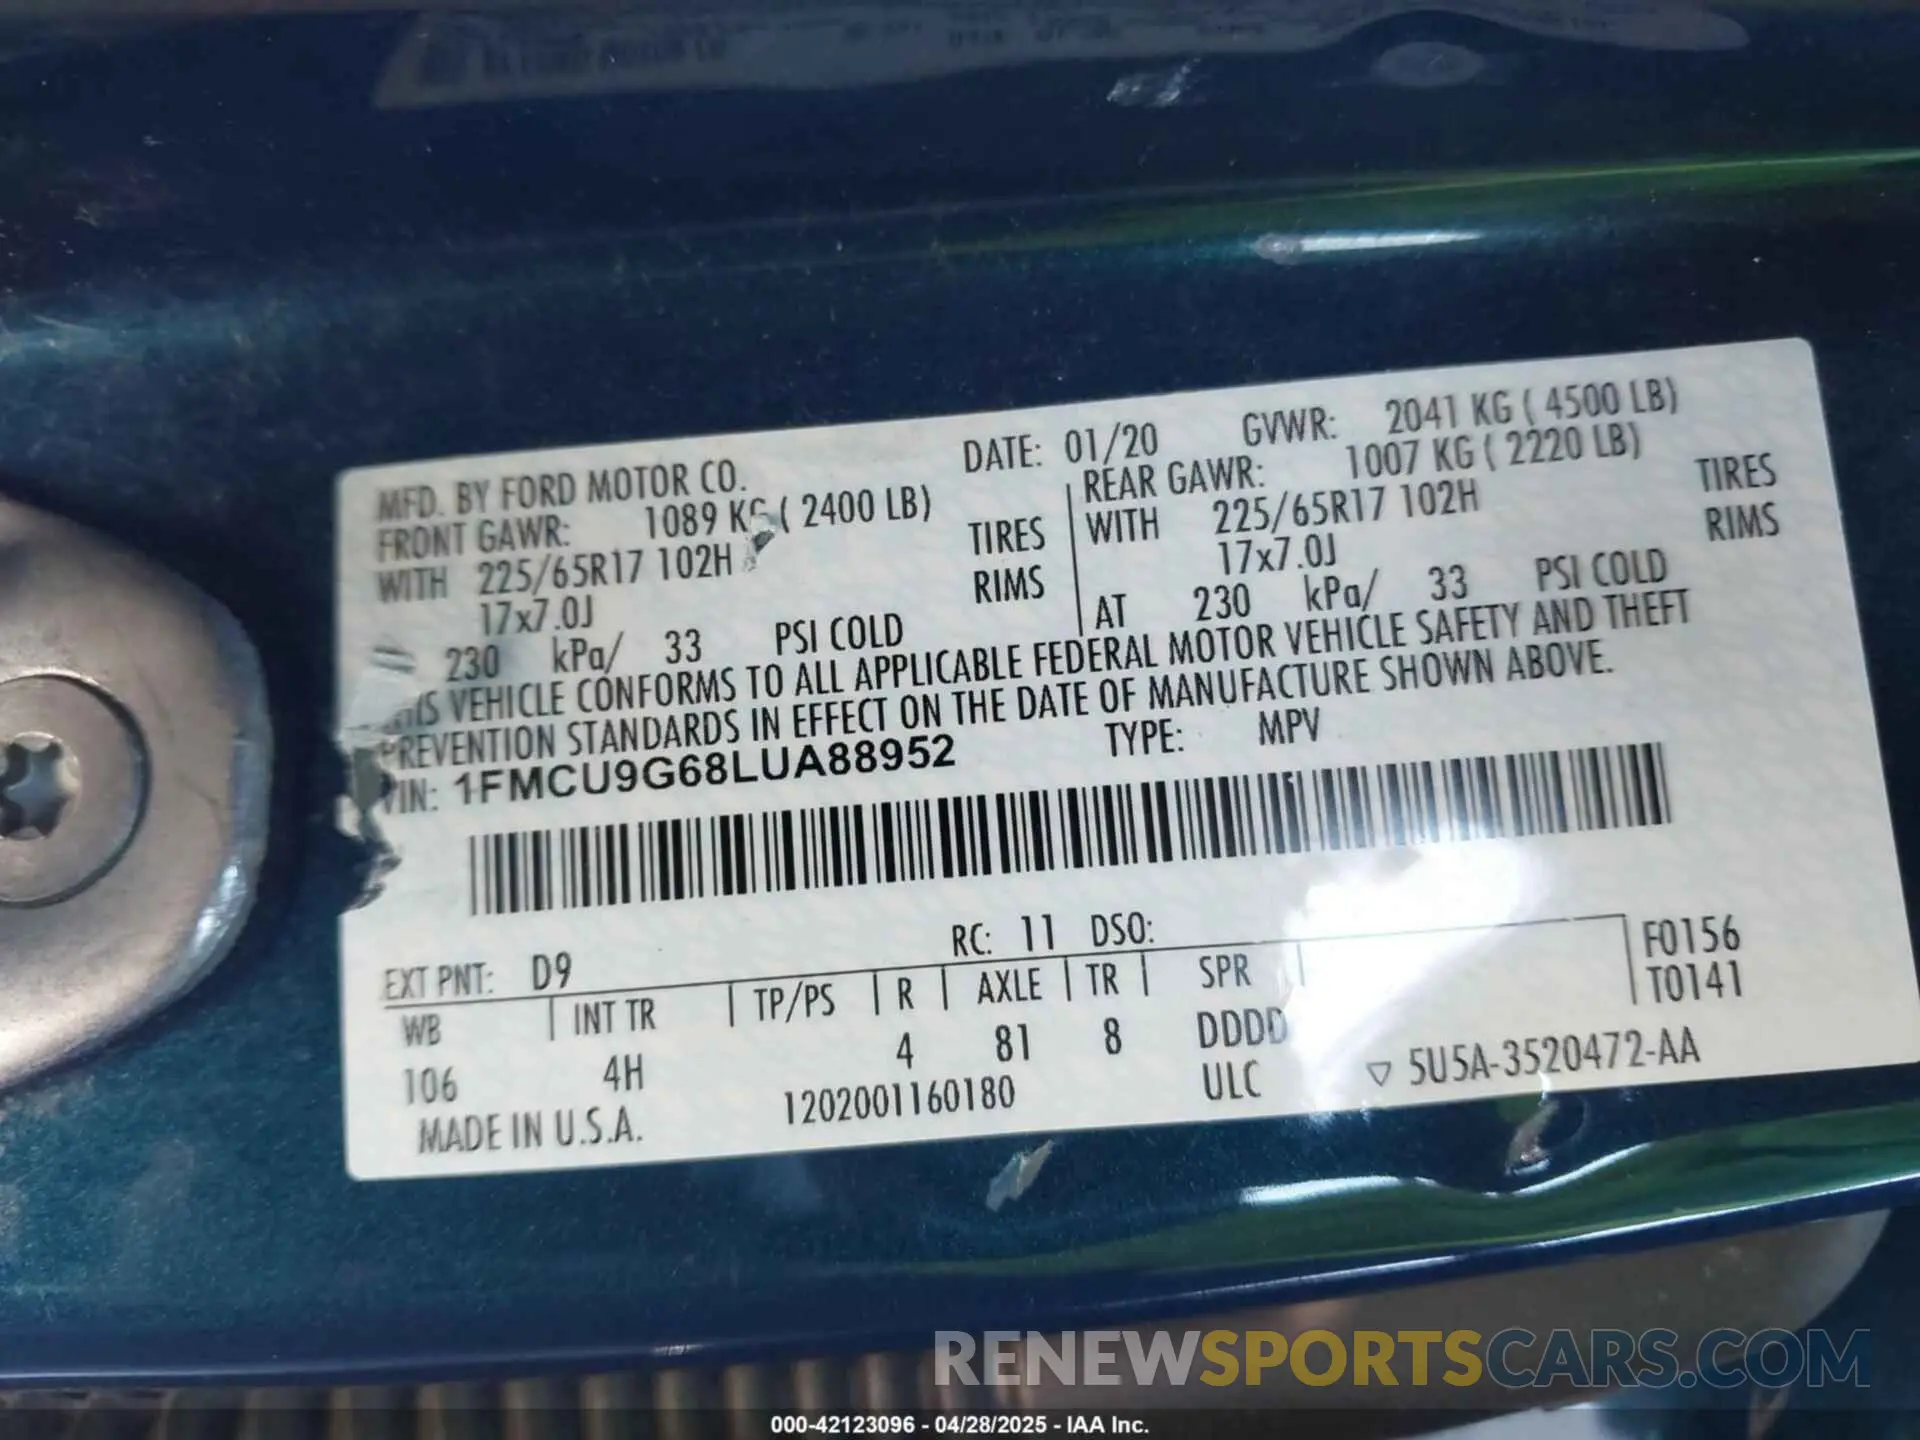 MFD. BY FORD MOTOR CO. DATE: 01/20 GVWR: 2041 KG ( 4500 LB)
FRONT GAWR: 1089 KG ( 2400 LB) REAR GAWR: 1007 KG ( 2220 LB)
WITH 225/65R17 102H TIRES WITH 225/65R17 102H TIRES
17x7.0J RIMS 17x7.0J RIMS
230 kPa/ 33 PSI COLD AT 230 kPa/ 33 PSI COLD
THIS VEHICLE CONFORMS TO ALL APPLICABLE FEDERAL MOTOR VEHICLE SAFETY AND THEFT
PREVENTION STANDARDS IN EFFECT ON THE DATE OF MANUFACTURE SHOWN ABOVE.
VIN: 1FMCU9G68LUA88952 TYPE: MPV
EXT PNT: D9 RC: 11 DSO: F0156
WB INT TR TP/PS R AXLE TR SPR T0141
106 4H 4 81 8 DDDD
MADE IN U.S.A. 1202001160180 ULC 5U5A-3520472-AA
RENEWSPORTSCARS.COM
000-42123096 - 04/28/2025 - IAA Inc.